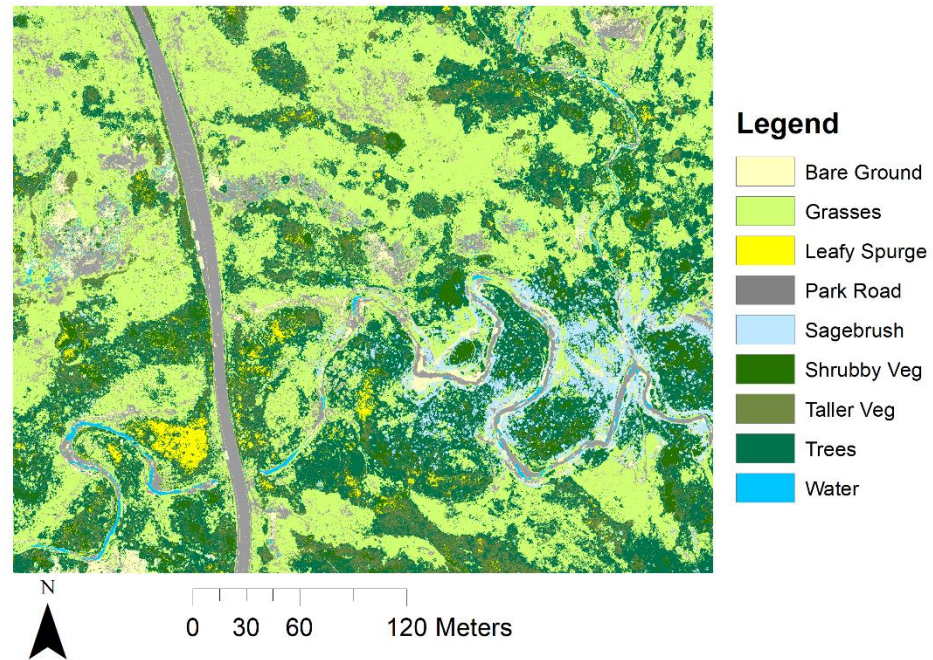 Legend
Bare Ground
Grasses
Leafy Spurge
Park Road
Sagebrush
Shrubby Veg
Taller Veg
Trees
Water
N
0 30 60 120 Meters